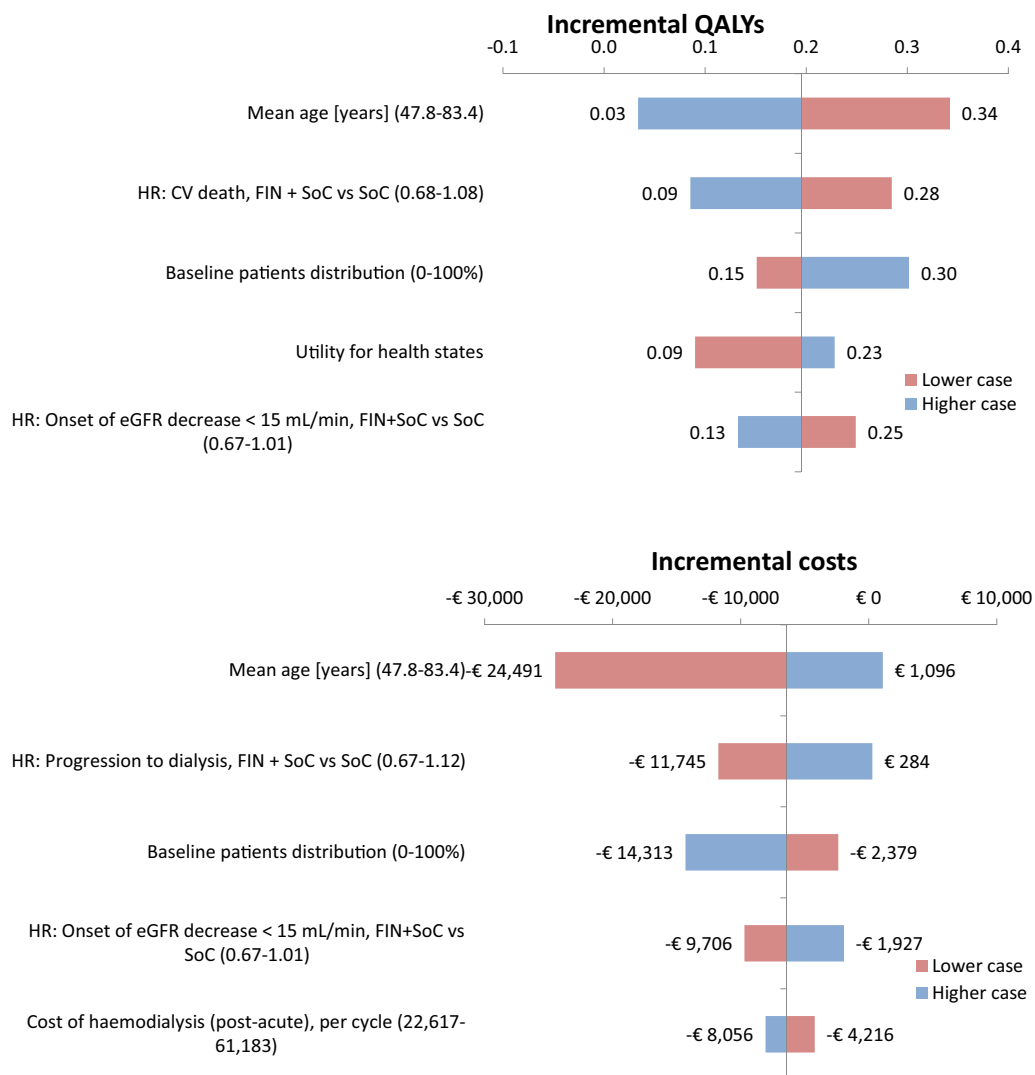 Incremental QALYs
-0.1 0.0 0.1 0.2 0.3 0.4
Mean age [years] (47.8-83.4) 0.03 0.34
HR: CV death, FIN + SoC vs SoC (0.68-1.08) 0.09 0.28
Baseline patients distribution (0-100%) 0.15 0.30
Utility for health states 0.09 0.23
Lower case
Higher case
HR: Onset of eGFR decrease < 15 mL/min, FIN+SoC vs SoC
(0.67-1.01) 0.13 0.25
Incremental costs
-€ 30,000 -€ 20,000 -€ 10,000 € 0 € 10,000
Mean age [years] (47.8-83.4) -€ 24,491 € 1,096
HR: Progression to dialysis, FIN + SoC vs SoC (0.67-1.12) -€ 11,745 € 284
Baseline patients distribution (0-100%) -€ 14,313 -€ 2,379
HR: Onset of eGFR decrease < 15 mL/min, FIN+SoC vs
SoC (0.67-1.01) -€ 9,706 -€ 1,927
Lower case
Higher case
Cost of haemodialysis (post-acute), per cycle (22,617-
61,183) -€ 8,056 -€ 4,216